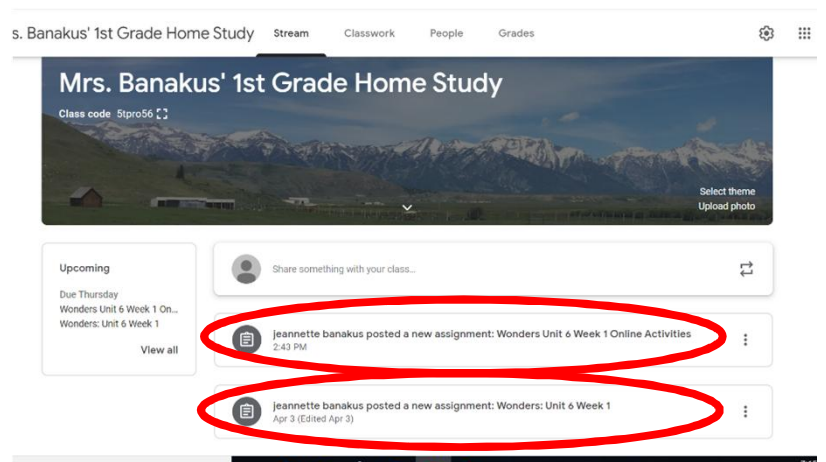 s. Banakus' 1st Grade Home Study Stream Classwork People Grades
Mrs. Banakus' 1st Grade Home Study
Class code 5tpro56
Select theme
Upload photo
Upcoming
Due Thursday
Wonders Unit 6 Week 1 On...
Wonders: Unit 6 Week 1
View all
Share something with your class...
jeannette banakus posted a new assignment: Wonders Unit 6 Week 1 Online Activities
2:43 PM
jeannette banakus posted a new assignment: Wonders: Unit 6 Week 1
Apr 3 (Edited Apr 3)